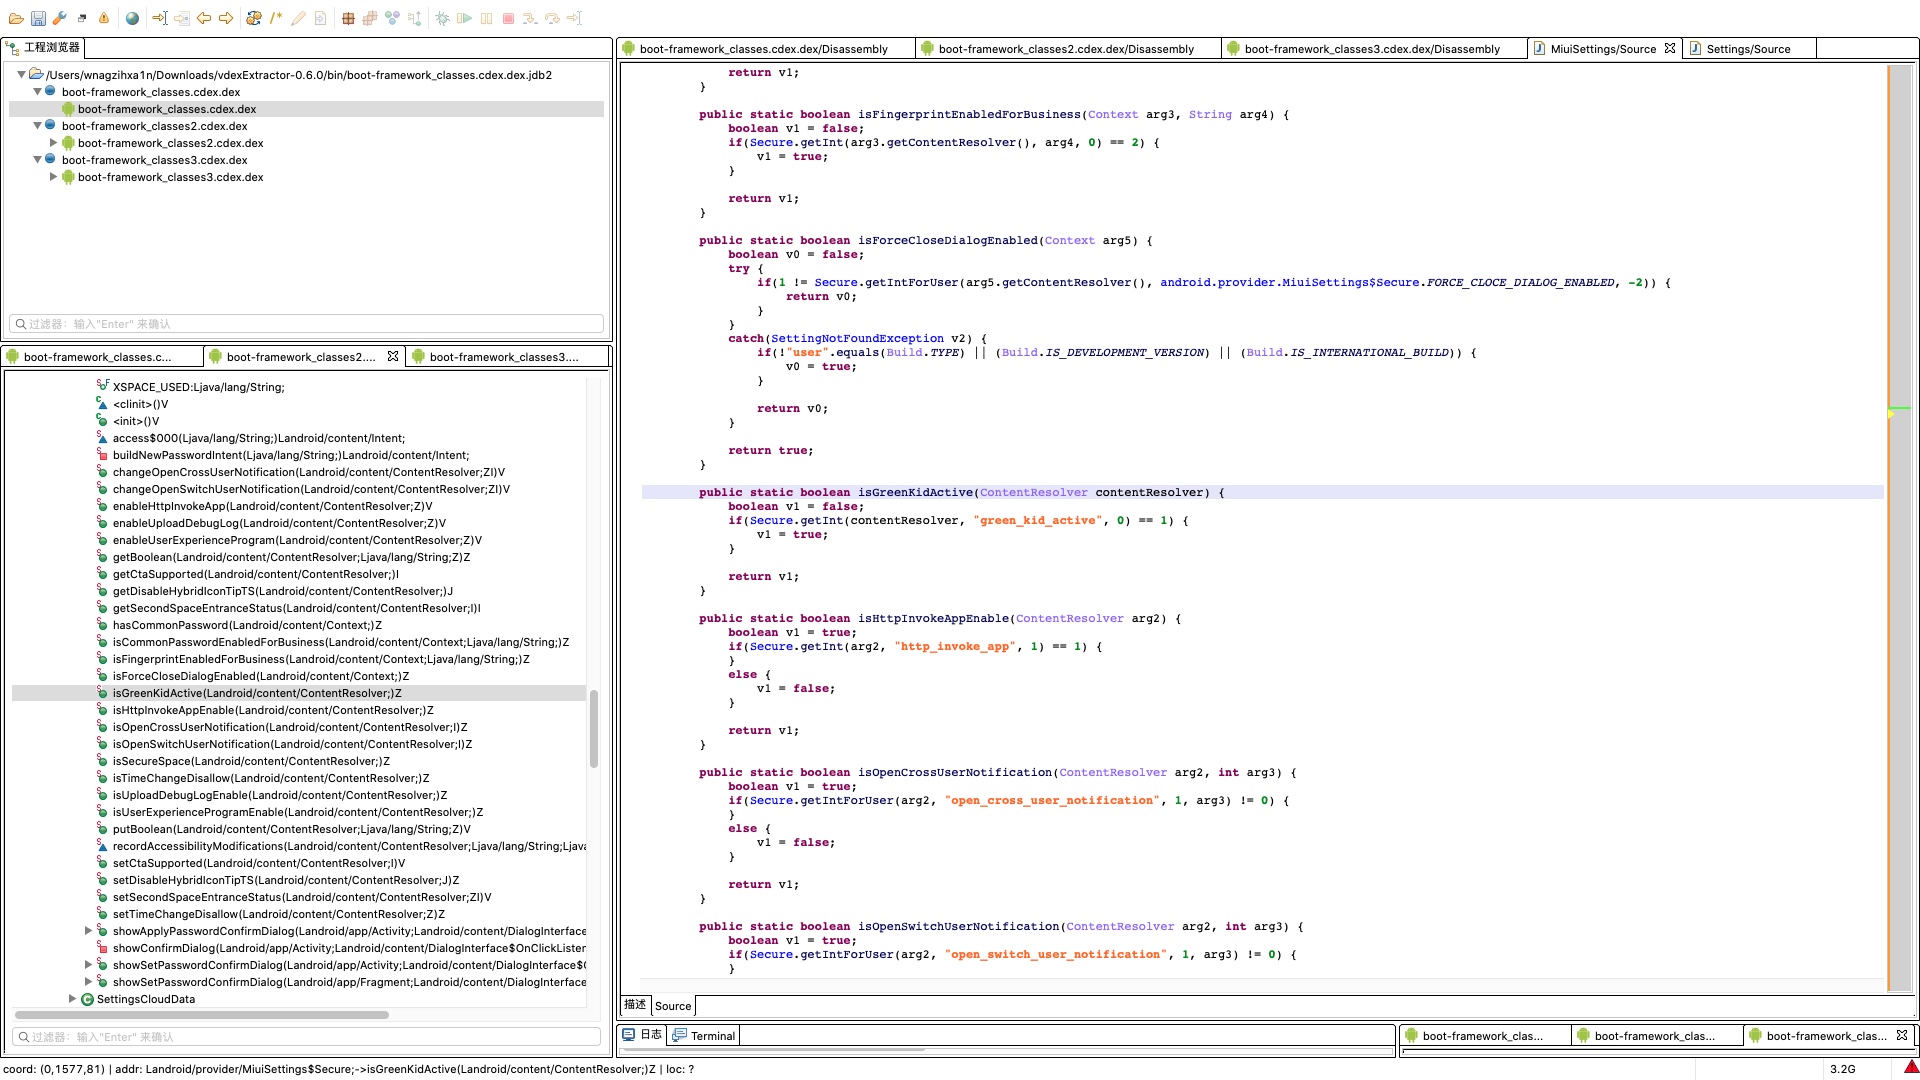 工程浏览器
/Users/wnagzihxa1n/Downloads/vdexExtractor-0.6.0/bin/boot-framework_classes.cdex.dex.jdb2
boot-framework_classes.cdex.dex
boot-framework_classes.cdex.dex
boot-framework_classes2.cdex.dex
boot-framework_classes2.cdex.dex
boot-framework_classes3.cdex.dex
boot-framework_classes3.cdex.dex
过滤器：输入"Enter" 来确认
boot-framework_classes.c...
boot-framework_classes2....
boot-framework_classes3....
XSPACE_USED:Ljava/lang/String;
<clinit>()V
<init>()V
access$000(Ljava/lang/String;)Landroid/content/Intent;
buildNewPasswordIntent(Ljava/lang/String;)Landroid/content/Intent;
changeOpenCrossUserNotification(Landroid/content/ContentResolver;ZI)V
changeOpenSwitchUserNotification(Landroid/content/ContentResolver;ZI)V
enableHttpInvokeApp(Landroid/content/ContentResolver;Z)V
enableUploadDebugLog(Landroid/content/ContentResolver;Z)V
enableUserExperienceProgram(Landroid/content/ContentResolver;Z)V
getBoolean(Landroid/content/ContentResolver;Ljava/lang/String;Z)Z
getCtaSupported(Landroid/content/ContentResolver;)I
getDisableHybridIconTipTS(Landroid/content/ContentResolver;)J
getSecondSpaceEntranceStatus(Landroid/content/ContentResolver;I)I
hasCommonPassword(Landroid/content/Context;)Z
isCommonPasswordEnabledForBusiness(Landroid/content/Context;Ljava/lang/String;)Z
isFingerprintEnabledForBusiness(Landroid/content/Context;Ljava/lang/String;)Z
isForceCloseDialogEnabled(Landroid/content/Context;)Z
isGreenKidActive(Landroid/content/ContentResolver;)Z
isHttpInvokeAppEnable(Landroid/content/ContentResolver;)Z
isOpenCrossUserNotification(Landroid/content/ContentResolver;I)Z
isOpenSwitchUserNotification(Landroid/content/ContentResolver;I)Z
isSecureSpace(Landroid/content/ContentResolver;)Z
isTimeChangeDisallow(Landroid/content/ContentResolver;)Z
isUploadDebugLogEnable(Landroid/content/ContentResolver;)Z
isUserExperienceProgramEnable(Landroid/content/ContentResolver;)Z
putBoolean(Landroid/content/ContentResolver;Ljava/lang/String;Z)V
recordAccessibilityModifications(Landroid/content/ContentResolver;Ljava/lang/String;Ljava
setCtaSupported(Landroid/content/ContentResolver;I)V
setDisableHybridIconTipTS(Landroid/content/ContentResolver;J)Z
setSecondSpaceEntranceStatus(Landroid/content/ContentResolver;ZI)V
setTimeChangeDisallow(Landroid/content/ContentResolver;Z)Z
showApplyPasswordConfirmDialog(Landroid/app/Activity;Landroid/content/DialogInterface
showConfirmDialog(Landroid/app/Activity;Landroid/content/DialogInterface$OnClickListen
showSetPasswordConfirmDialog(Landroid/app/Activity;Landroid/content/DialogInterface$(
showSetPasswordConfirmDialog(Landroid/app/Fragment;Landroid/content/DialogInterface
SettingsCloudData
过滤器：输入"Enter" 来确认
boot-framework_classes.cdex.dex/Disassembly
boot-framework_classes2.cdex.dex/Disassembly
boot-framework_classes3.cdex.dex/Disassembly
MiuiSettings/Source
Settings/Source
return v1;
}
public static boolean isFingerprintEnabledForBusiness(Context arg3, String arg4) {
boolean v1 = false;
if(Secure.getInt(arg3.getContentResolver(), arg4, 0) == 2) {
v1 = true;
}
return v1;
}
public static boolean isForceCloseDialogEnabled(Context arg5) {
boolean v0 = false;
try {
if(1 != Secure.getIntForUser(arg5.getContentResolver(), android.provider.MiuiSettings$Secure.FORCE_CLOCE_DIALOG_ENABLED, -2)) {
return v0;
}
}
catch(SettingNotFoundException v2) {
if(!"user".equals(Build.TYPE) || (Build.IS_DEVELOPMENT_VERSION) || (Build.IS_INTERNATIONAL_BUILD)) {
v0 = true;
}
return v0;
}
return true;
}
public static boolean isGreenKidActive(ContentResolver contentResolver) {
boolean v1 = false;
if(Secure.getInt(contentResolver, "green_kid_active", 0) == 1) {
v1 = true;
}
return v1;
}
public static boolean isHttpInvokeAppEnable(ContentResolver arg2) {
boolean v1 = true;
if(Secure.getInt(arg2, "http_invoke_app", 1) == 1) {
}
else {
v1 = false;
}
return v1;
}
public static boolean isOpenCrossUserNotification(ContentResolver arg2, int arg3) {
boolean v1 = true;
if(Secure.getIntForUser(arg2, "open_cross_user_notification", 1, arg3) != 0) {
}
else {
v1 = false;
}
return v1;
}
public static boolean isOpenSwitchUserNotification(ContentResolver arg2, int arg3) {
boolean v1 = true;
if(Secure.getIntForUser(arg2, "open_switch_user_notification", 1, arg3) != 0) {
}
描述
Source
日志
Terminal
boot-framework_clas...
boot-framework_clas...
boot-framework_clas...
coord: (0,1577,81) | addr: Landroid/provider/MiuiSettings$Secure;->isGreenKidActive(Landroid/content/ContentResolver;)Z | loc: ?
3.2G